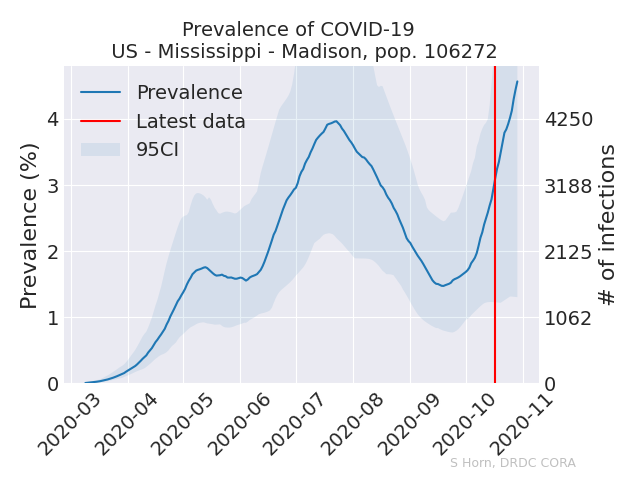 Prevalence of COVID-19
US - Mississippi - Madison, pop. 106272
Prevalence
Latest data
95CI
Prevalence (%)
4
3
2
1
0
4250
3188
2125
1062
0
# of infections
2020-03
2020-04
2020-05
2020-06
2020-07
2020-08
2020-09
2020-10
2020-11
S Horn, DRDC CORA